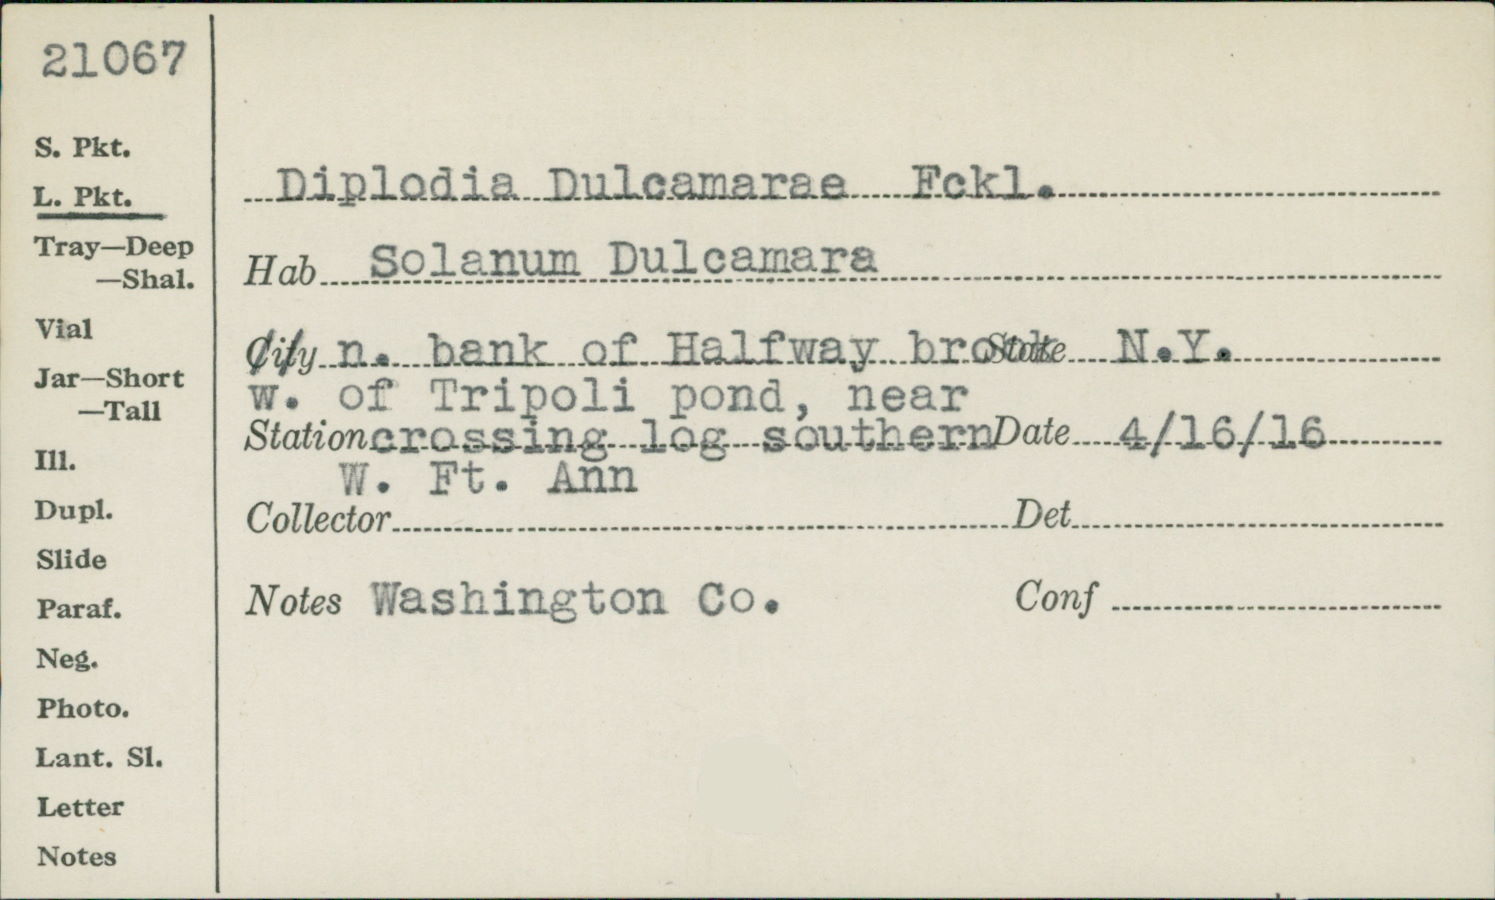 21067
S. Pkt.
L. Pkt.
Tray—Deep
—Shal.
Vial
Jar—Short
—Tall
Ill.
Dupl.
Slide
Paraf.
Neg.
Photo.
Lant. Sl.
Letter
Notes
Diplodia Dulcamarae Fckl.
Hab Solanum Dulcamara
City n. bank of Halfway brook State N.Y.
w. of Tripoli pond, near
Station crossing log southern Date 4/16/16
W. Ft. Ann
Collector Det
Notes Washington Co. Conf